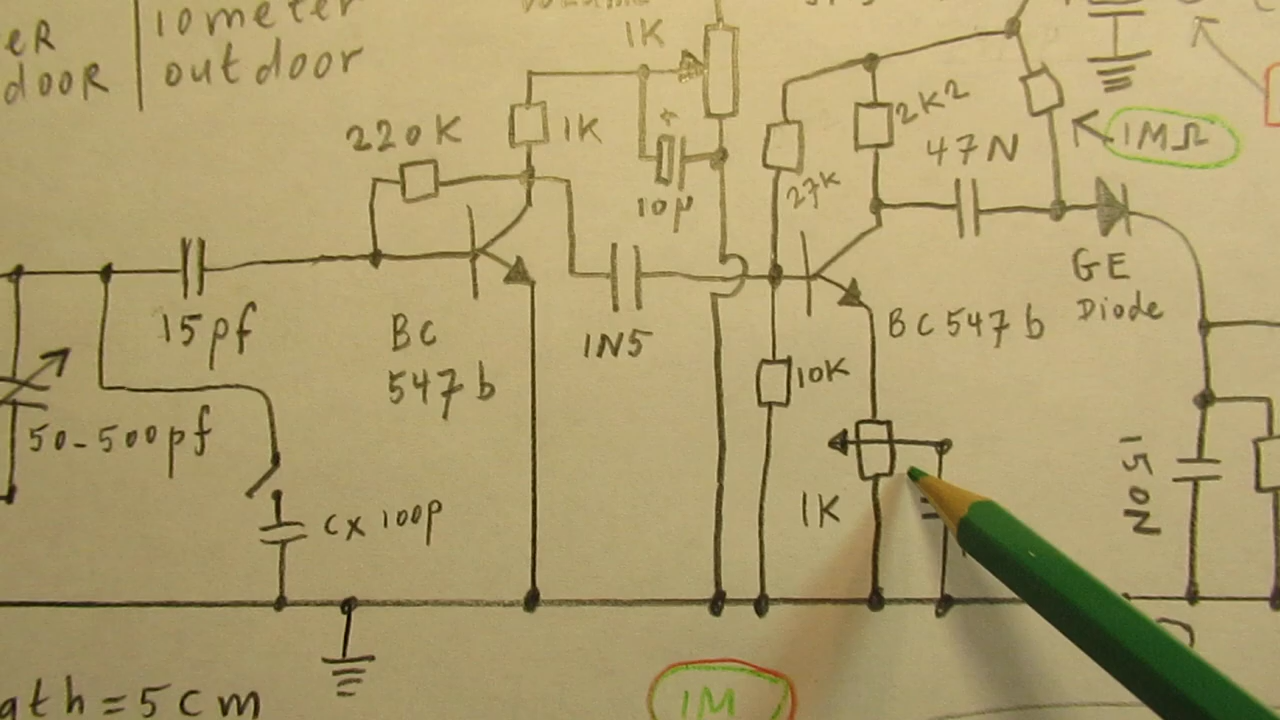 10meter
outdoor
eR
dooR
1K
220K
1K
10µ
27K
2K2
47N
1MΩ
GE
Diode
15pf
BC
547b
1N5
BC547b
10K
50-500pf
1K
150N
Cx 100p
1M
ath=5cm